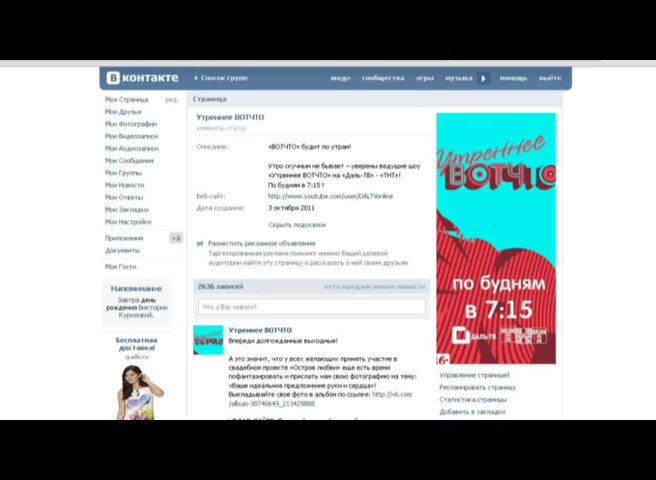 В контакте
Список групп
люди сообщества игры музыка помощь выйти
Моя Страница ред.
Мои Друзья
Мои Фотографии
Мои Видеозаписи
Мои Аудиозаписи
Мои Сообщения
Мои Группы
Мои Новости
Мои Ответы
Мои Закладки
Мои Настройки
Приложения +2
Документы
Мои Гости
Напоминание
Завтра день
рождения Виктории
Куриловой.
Бесплатная
доставка!
quelle.ru
Страница
Утреннее ВОТЧТО
изменить статус
Описание: «ВОТЧТО» будит по утрам!
Утро скучным не бывает – уверены ведущие шоу
«Утреннее ВОТЧТО» на «Даль-ТВ» - «ТНТ»!
По будням в 7:15 !
Веб-сайт: http://www.youtube.com/user/DALTVonline
Дата создания: 3 октября 2011
Скрыть подсказки
Разместить рекламное объявление
Таргетированная реклама поможет именно Вашей целевой
аудитории найти эту страницу и рассказать о ней своим друзьям
2636 записей есть предложенные новости
Что у Вас нового?
Утреннее ВОТЧТО
Впереди долгожданные выходные!
А это значит, что у всех желающих принять участие в
свадебном проекте «Остров любви» еще есть время
пофантазировать и прислать нам свою фотографию на тему:
«Ваше идеальное предложение руки и сердца»!
Выкладывайте свое фото в альбом по ссылке: http://vk.com
/album-30740649_213429888
Утреннее
ВОТЧТО
по будням
в 7:15
ДАЛЬТВ
16+
Управление страницей
Рекламировать страницу
Статистика страницы
Добавить в закладки